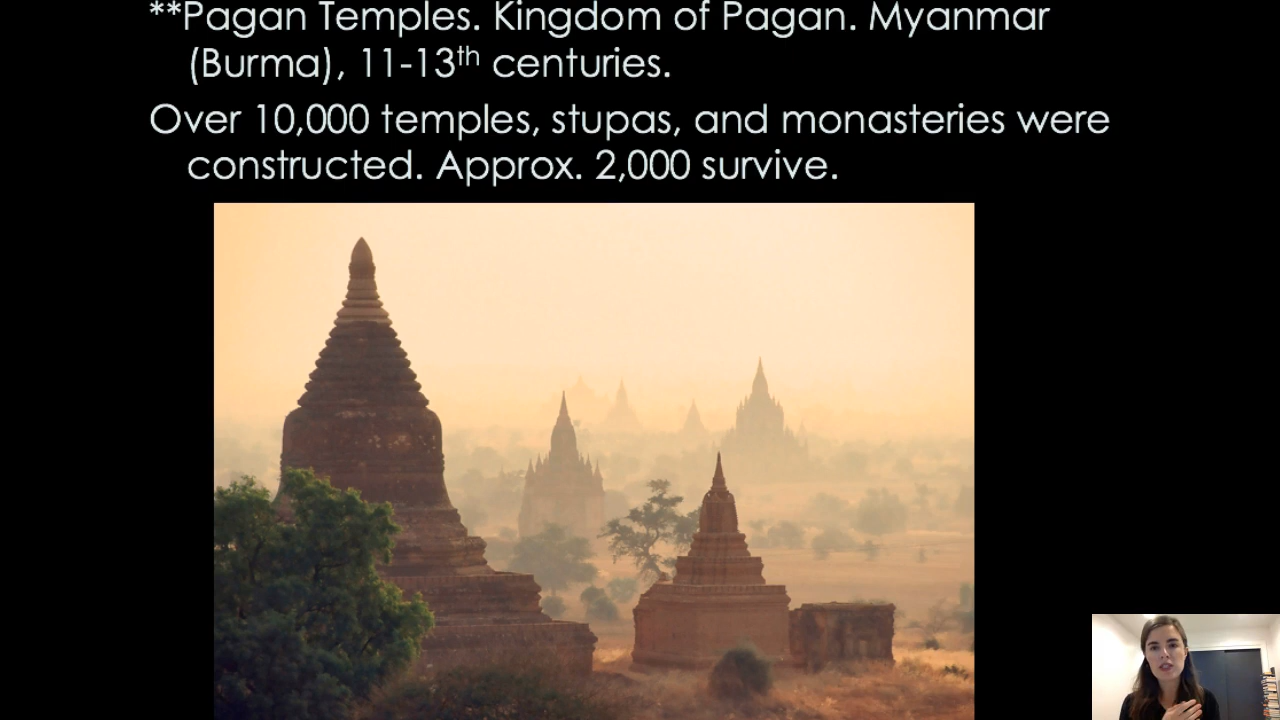 **Pagan Temples. Kingdom of Pagan. Myanmar
(Burma), 11-13th centuries.
Over 10,000 temples, stupas, and monasteries were
constructed. Approx. 2,000 survive.